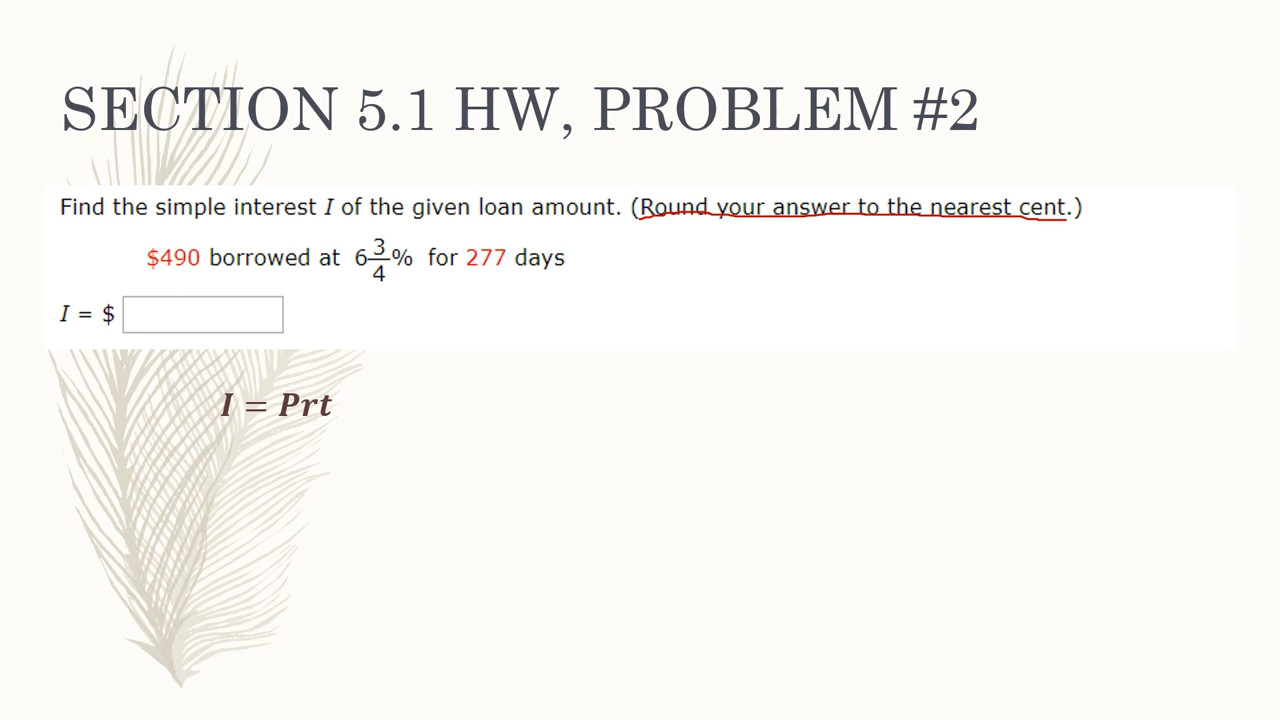 SECTION 5.1 HW, PROBLEM #2
Find the simple interest I of the given loan amount. (Round your answer to the nearest cent.)
$490 borrowed at 6 3/4 % for 277 days
I = $
I = Prt